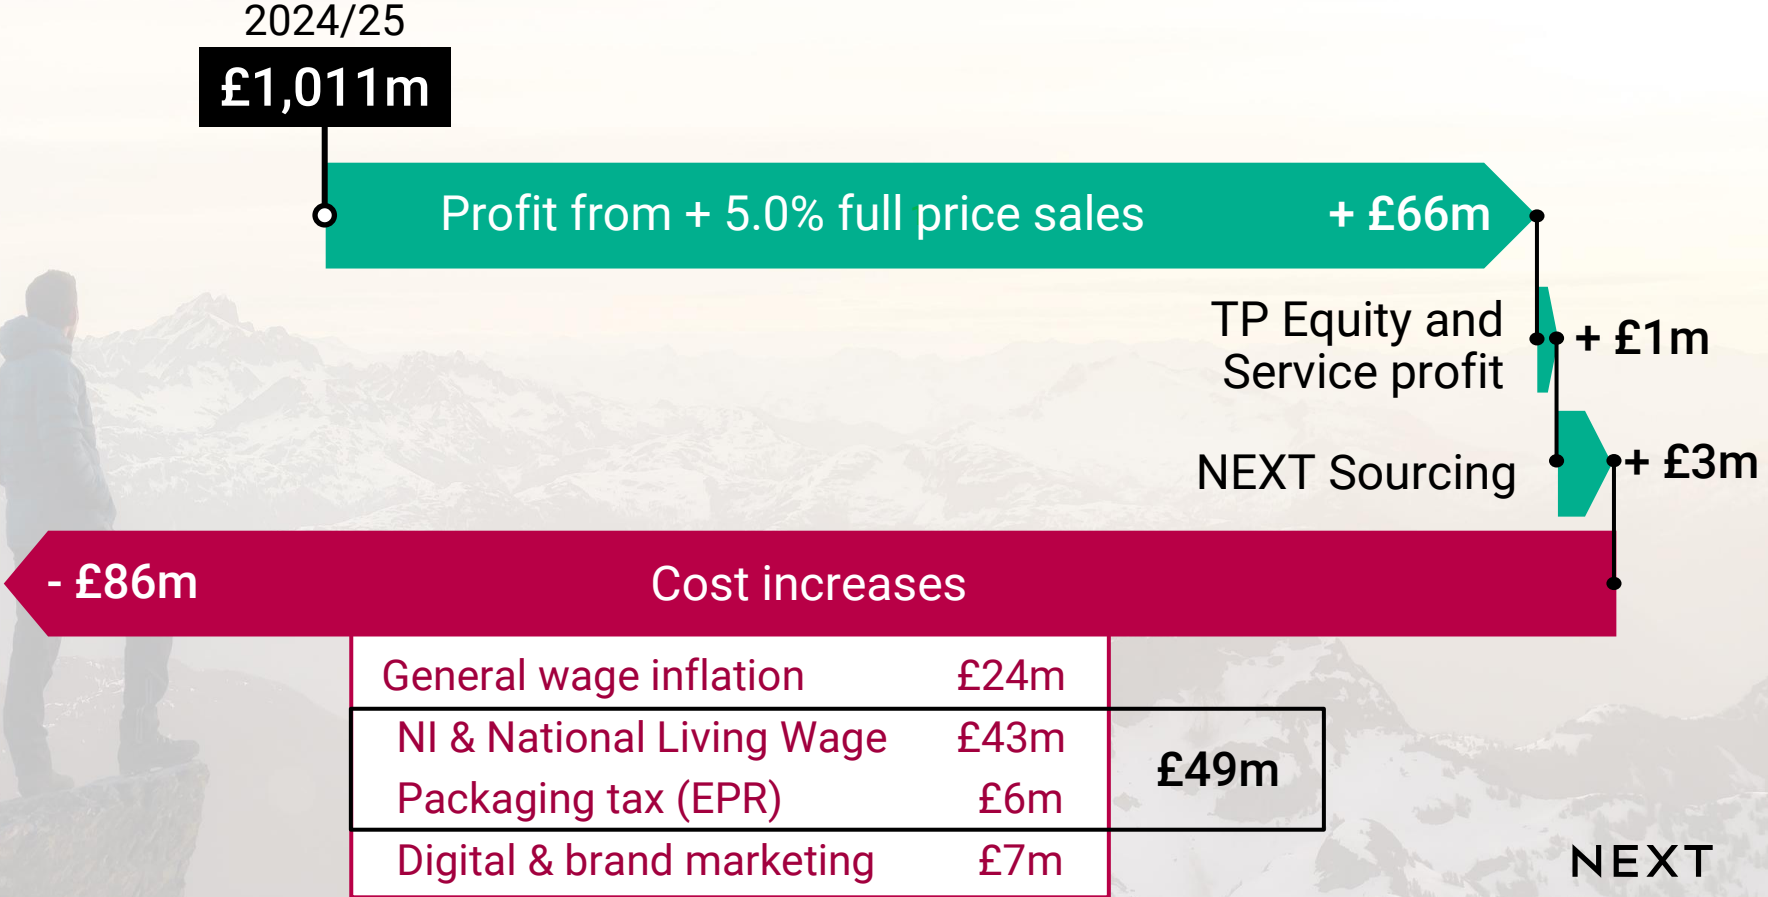 2024/25
£1,011m
Profit from + 5.0% full price sales + £66m
TP Equity and
Service profit
+ £1m
NEXT Sourcing
+ £3m
- £86m Cost increases
General wage inflation £24m
NI & National Living Wage £43m
Packaging tax (EPR) £6m
£49m
Digital & brand marketing £7m
NEXT